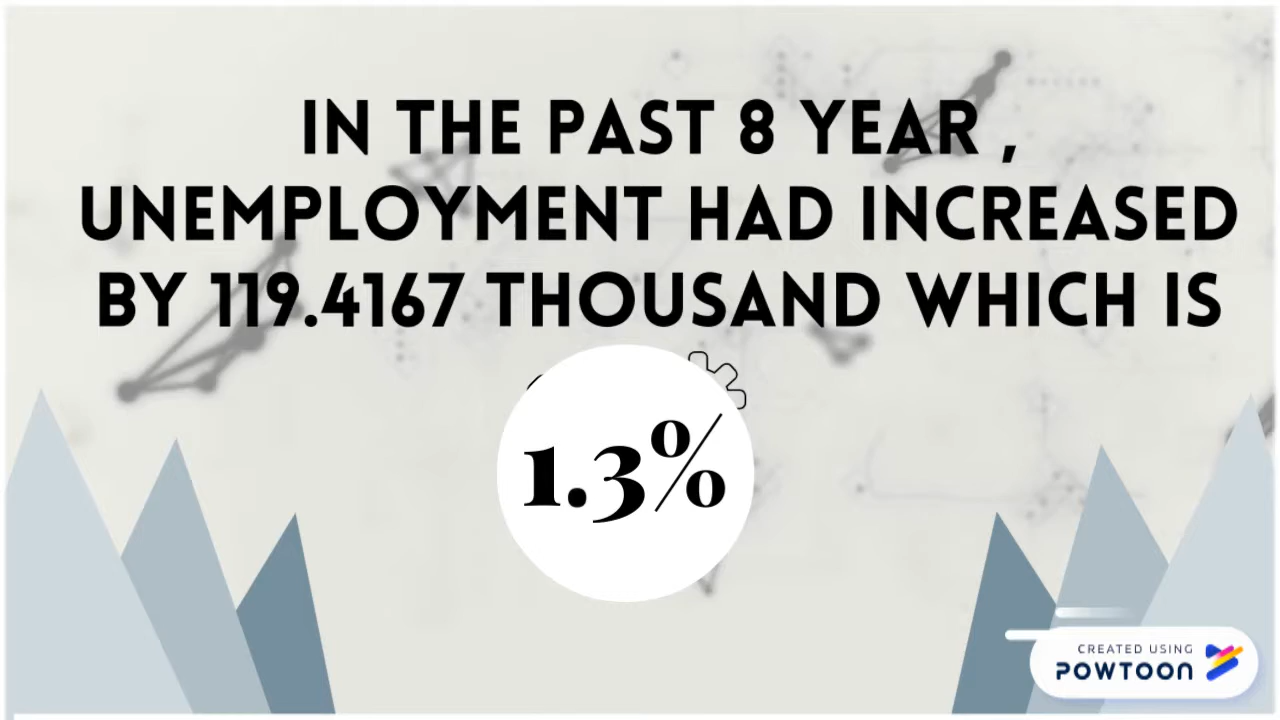 IN THE PAST 8 YEAR ,
UNEMPLOYMENT HAD INCREASED
BY 119.4167 THOUSAND WHICH IS
1.3%
CREATED USING
POWTOON